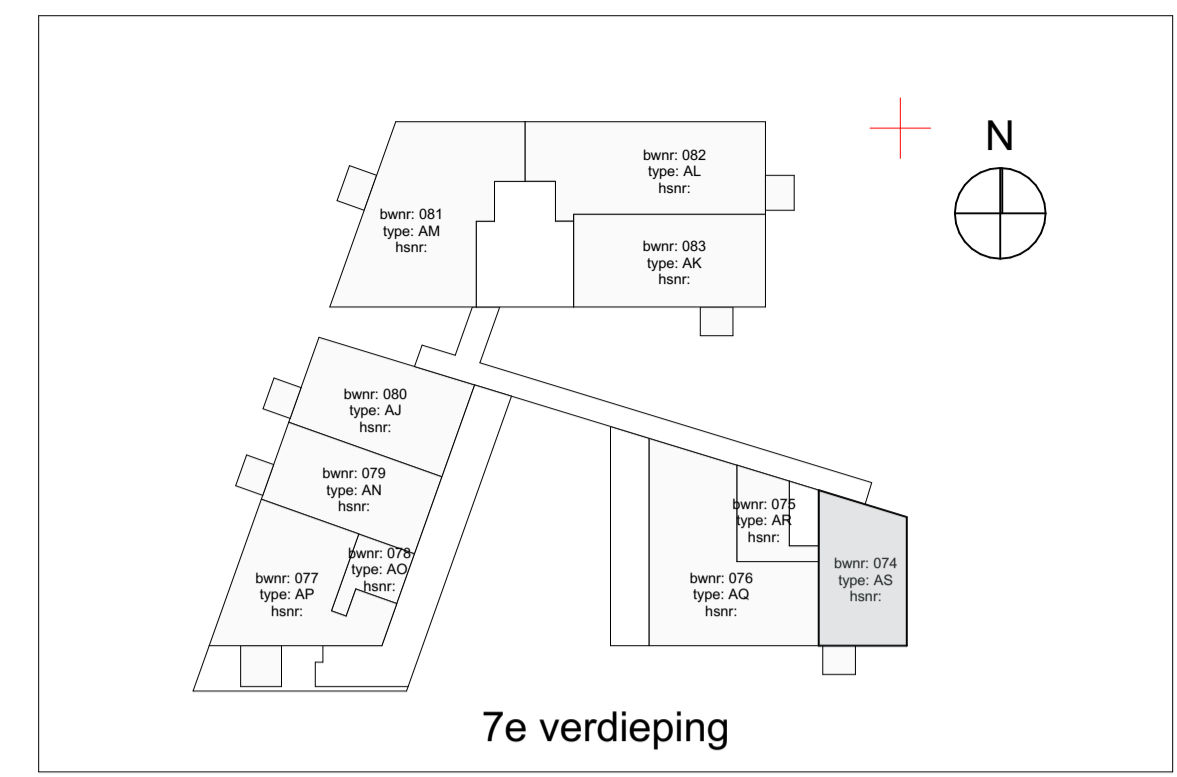 N
bwnr: 082
type: AL
hsnr:
bwnr: 081
type: AM
hsnr:
bwnr: 083
type: AK
hsnr:
bwnr: 080
type: AJ
hsnr:
bwnr: 079
type: AN
hsnr:
bwnr: 078
type: AO
hsnr:
bwnr: 077
type: AP
hsnr:
bwnr: 075
type: AR
hsnr:
bwnr: 076
type: AQ
hsnr:
bwnr: 074
type: AS
hsnr:
7e verdieping